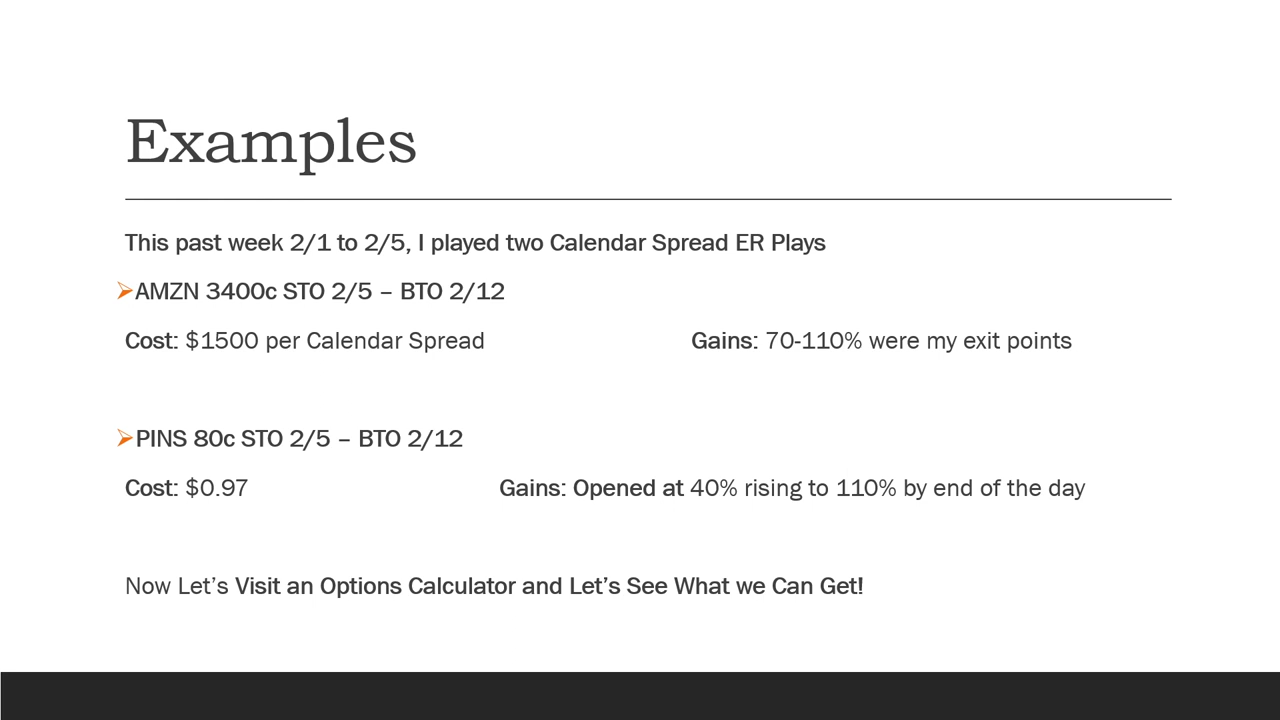 Examples
This past week 2/1 to 2/5, I played two Calendar Spread ER Plays
AMZN 3400c STO 2/5 – BTO 2/12
Cost: $1500 per Calendar Spread Gains: 70-110% were my exit points
PINS 80c STO 2/5 – BTO 2/12
Cost: $0.97 Gains: Opened at 40% rising to 110% by end of the day
Now Let’s Visit an Options Calculator and Let’s See What we Can Get!